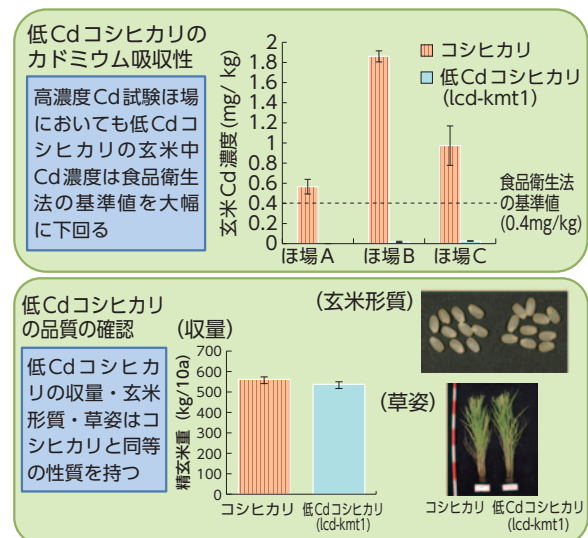 低Cdコシヒカリの
カドミウム吸収性
高濃度Cd試験ほ場
においても低Cdコ
シヒカリの玄米中
Cd濃度は食品衛生
法の基準値を大幅
に下回る
玄米Cd濃度(mg/kg)
2
1.8
1.6
1.4
1.2
1
0.8
0.6
0.4
0.2
0
コシヒカリ
低Cdコシヒカリ
(lcd-kmt1)
食品衛生法
の基準値
(0.4mg/kg)
ほ場A
ほ場B
ほ場C
低Cdコシヒカリ
の品質の確認
低Cdコシヒカ
リの収量・玄米
形質・草姿はコ
シヒカリと同等
の性質を持つ
(収量)
精玄米重(kg/10a)
700
600
500
400
300
200
100
0
コシヒカリ
低Cdコシヒカリ
(lcd-kmt1)
(玄米形質)
(草姿)
コシヒカリ
低Cdコシヒカリ
(lcd-kmt1)